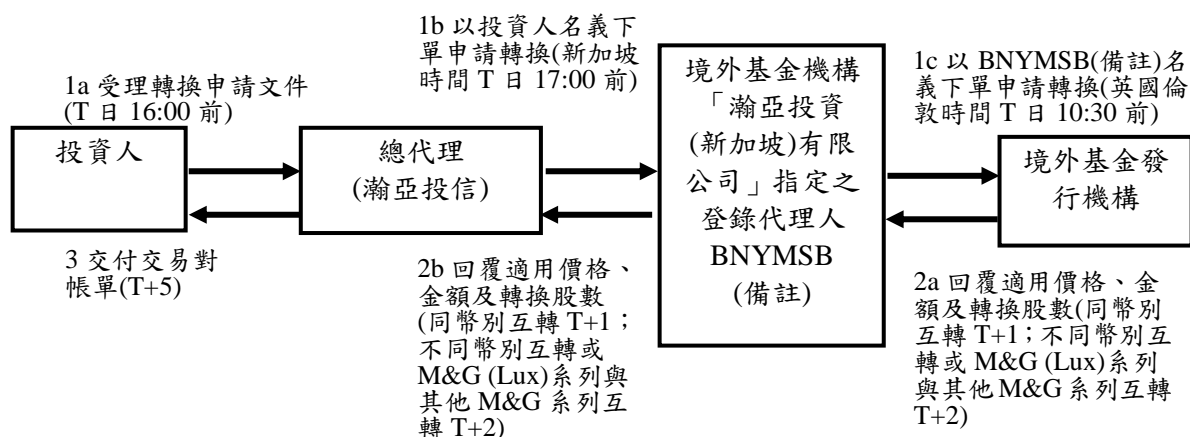 1a 受理轉換申請文件
(T 日 16:00 前)
1b 以投資人名義下
單申請轉換(新加坡
時間 T 日 17:00 前)
1c 以 BNYMSB(備註)名
義下單申請轉換(英國倫
敦時間 T 日 10:30 前)
投資人
總代理
(瀚亞投信)
境外基金機構
「瀚亞投資
(新加坡)有限
公司」指定之
登錄代理人
BNYMSB
(備註)
境外基金發
行機構
3 交付交易對
帳單(T+5)
2b 回覆適用價格、
金額及轉換股數
(同幣別互轉 T+1；
不同幣別互轉或
M&G (Lux)系列與
其他 M&G 系列互
轉 T+2)
2a 回覆適用價格、金
額及轉換股數(同幣別
互轉 T+1；不同幣別互
轉或 M&G (Lux)系列
與其他 M&G 系列互轉
T+2)